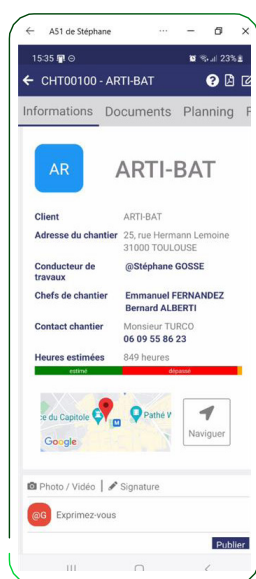 A51 de Stéphane
15:35
23%
CHT00100 - ARTI-BAT
Informations Documents Planning F
AR
ARTI-BAT
Client ARTI-BAT
Adresse du chantier 25, rue Hermann Lemoine
31000 TOULOUSE
Conducteur de @Stéphane GOSSE
travaux
Chefs de chantier Emmanuel FERNANDEZ
Bernard ALBERTI
Contact chantier Monsieur TURCO
06 09 55 86 23
Heures estimées 849 heures
estimé dépassé
ce du Capitole M Pathé W
Google
Naviguer
Photo / Vidéo | Signature
@G Exprimez-vous
Publier